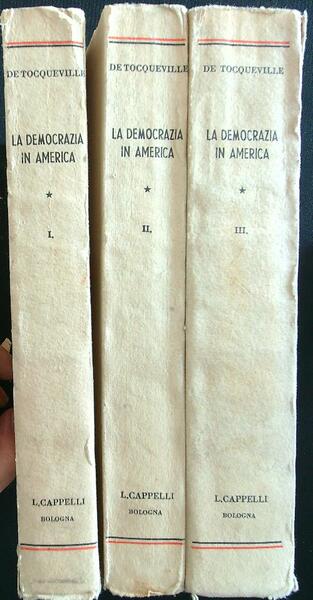 DE TOCQUEVILLE
LA DEMOCRAZIA
IN AMERICA
*
I.
L. CAPPELLI
BOLOGNA
DE TOCQUEVILLE
LA DEMOCRAZIA
IN AMERICA
*
II.
L. CAPPELLI
BOLOGNA
DE TOCQUEVILLE
LA DEMOCRAZIA
IN AMERICA
*
III.
L. CAPPELLI
BOLOGNA